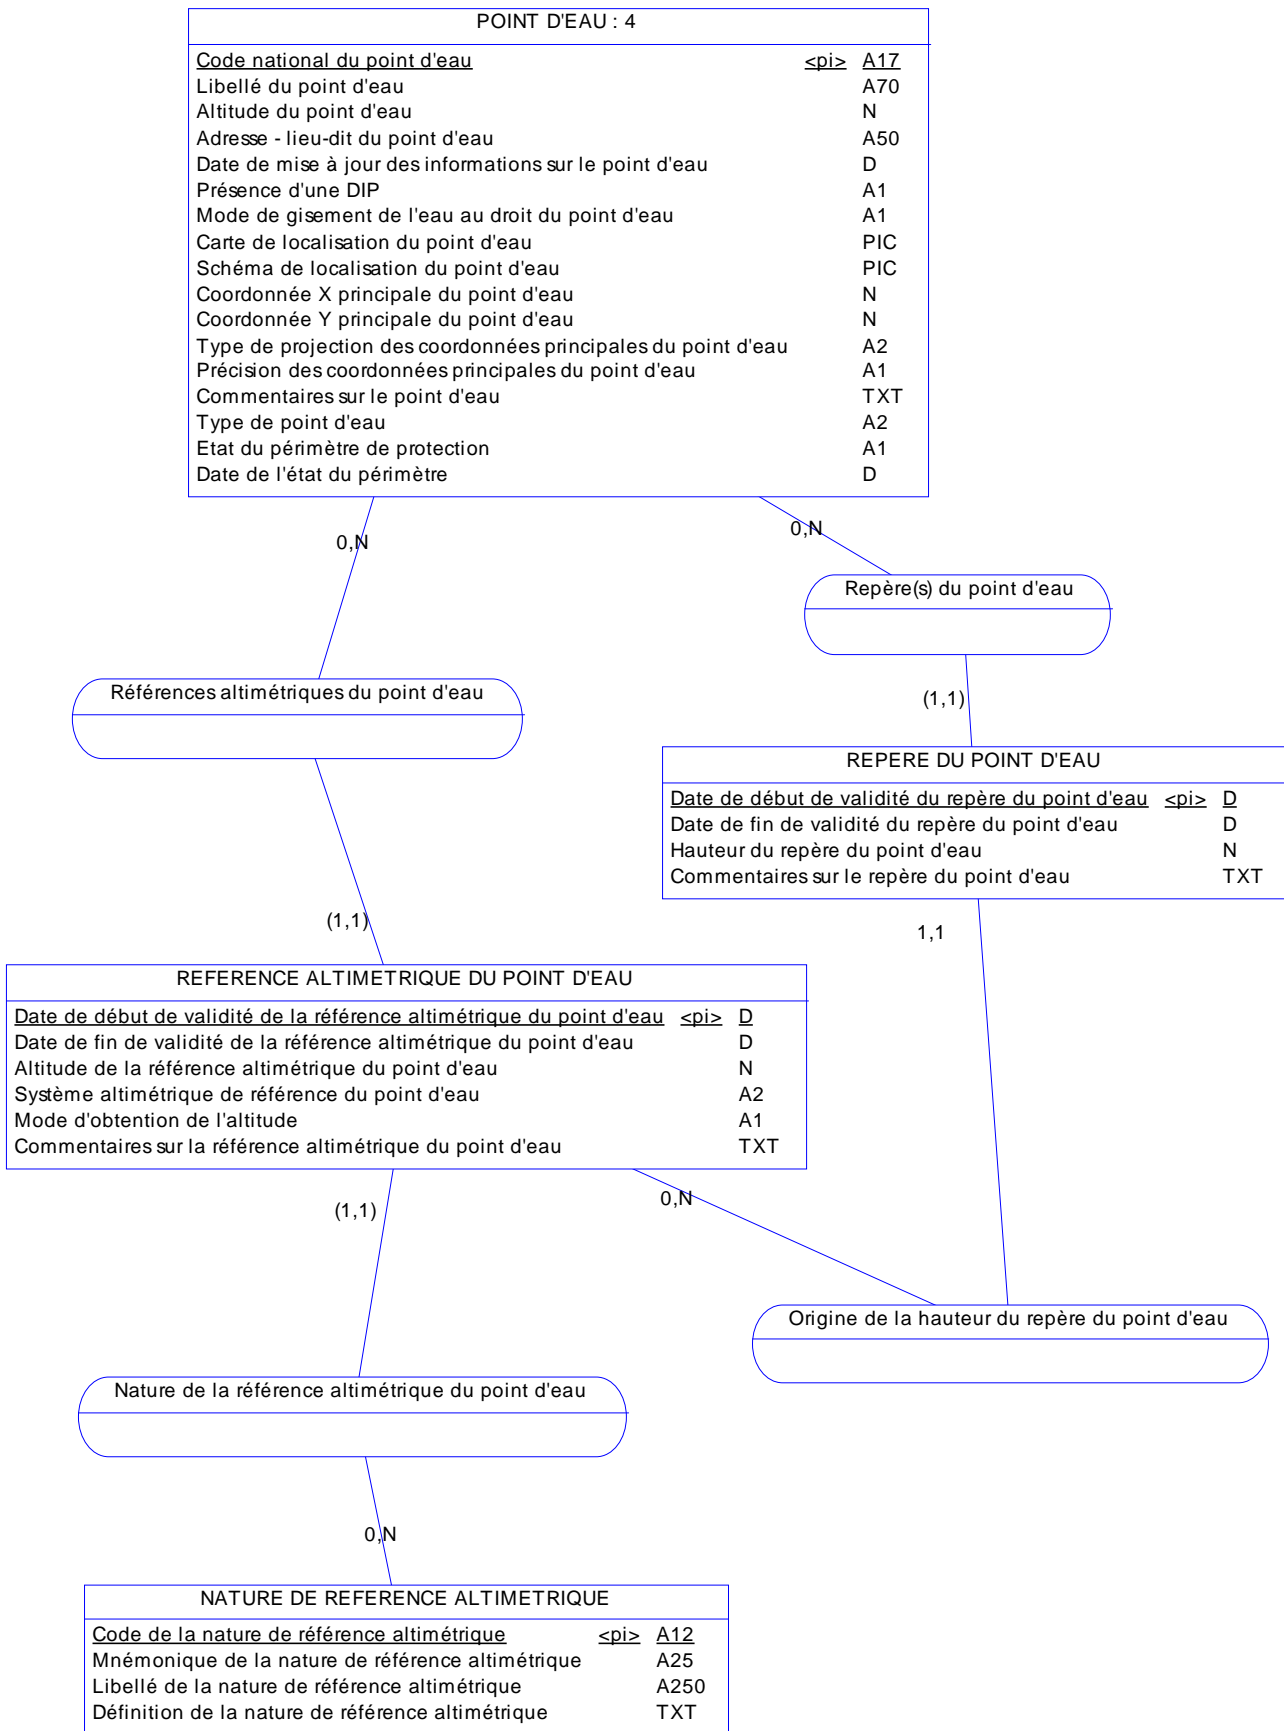 POINT D'EAU : 4
Code national du point d'eau <pi> A17
Libellé du point d'eau A70
Altitude du point d'eau N
Adresse - lieu-dit du point d'eau A50
Date de mise à jour des informations sur le point d'eau D
Présence d'une DIP A1
Mode de gisement de l'eau au droit du point d'eau A1
Carte de localisation du point d'eau PIC
Schéma de localisation du point d'eau PIC
Coordonnée X principale du point d'eau N
Coordonnée Y principale du point d'eau N
Type de projection des coordonnées principales du point d'eau A2
Précision des coordonnées principales du point d'eau A1
Commentaires sur le point d'eau TXT
Type de point d'eau A2
Etat du périmètre de protection A1
Date de l'état du périmètre D
0,N
0,N
Repère(s) du point d'eau
Références altimétriques du point d'eau
(1,1)
REPERE DU POINT D'EAU
Date de début de validité du repère du point d'eau <pi> D
Date de fin de validité du repère du point d'eau D
Hauteur du repère du point d'eau N
Commentaires sur le repère du point d'eau TXT
(1,1)
1,1
REFERENCE ALTIMETRIQUE DU POINT D'EAU
Date de début de validité de la référence altimétrique du point d'eau <pi> D
Date de fin de validité de la référence altimétrique du point d'eau D
Altitude de la référence altimétrique du point d'eau N
Système altimétrique de référence du point d'eau A2
Mode d'obtention de l'altitude A1
Commentaires sur la référence altimétrique du point d'eau TXT
(1,1)
0,N
Origine de la hauteur du repère du point d'eau
Nature de la référence altimétrique du point d'eau
0,N
NATURE DE REFERENCE ALTIMETRIQUE
Code de la nature de référence altimétrique <pi> A12
Mnémonique de la nature de référence altimétrique A25
Libellé de la nature de référence altimétrique A250
Définition de la nature de référence altimétrique TXT